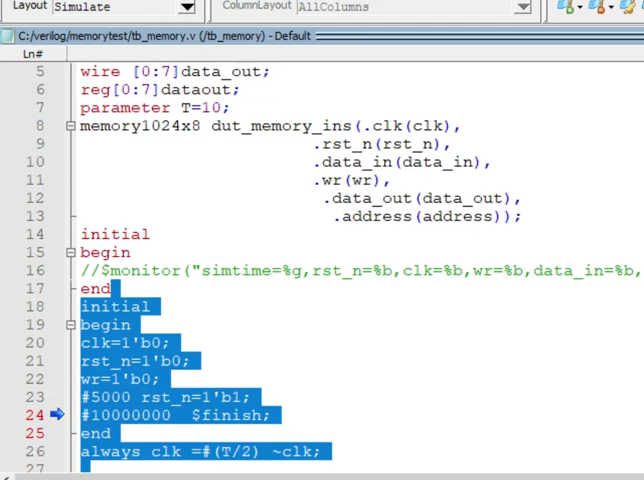 Layout Simulate ColumnLayout AllColumns
C:/verilog/memorytest/tb_memory.v (/tb_memory) - Default
Ln#
5 wire [0:7]data_out;
6 reg[0:7]dataout;
7 parameter T=10;
8 memory1024x8 dut_memory_ins(.clk(clk),
9 .rst_n(rst_n),
10 .data_in(data_in),
11 .wr(wr),
12 .data_out(data_out),
13 .address(address));
14 initial
15 begin
16 //$monitor("simtime=%g,rst_n=%b,clk=%b,wr=%b,data_in=%b,
17 end
18 initial
19 begin
20 clk=1'b0;
21 rst_n=1'b0;
22 wr=1'b0;
23 #5000 rst_n=1'b1;
24 #10000000 $finish;
25 end
26 always clk =#(T/2) ~clk;
27